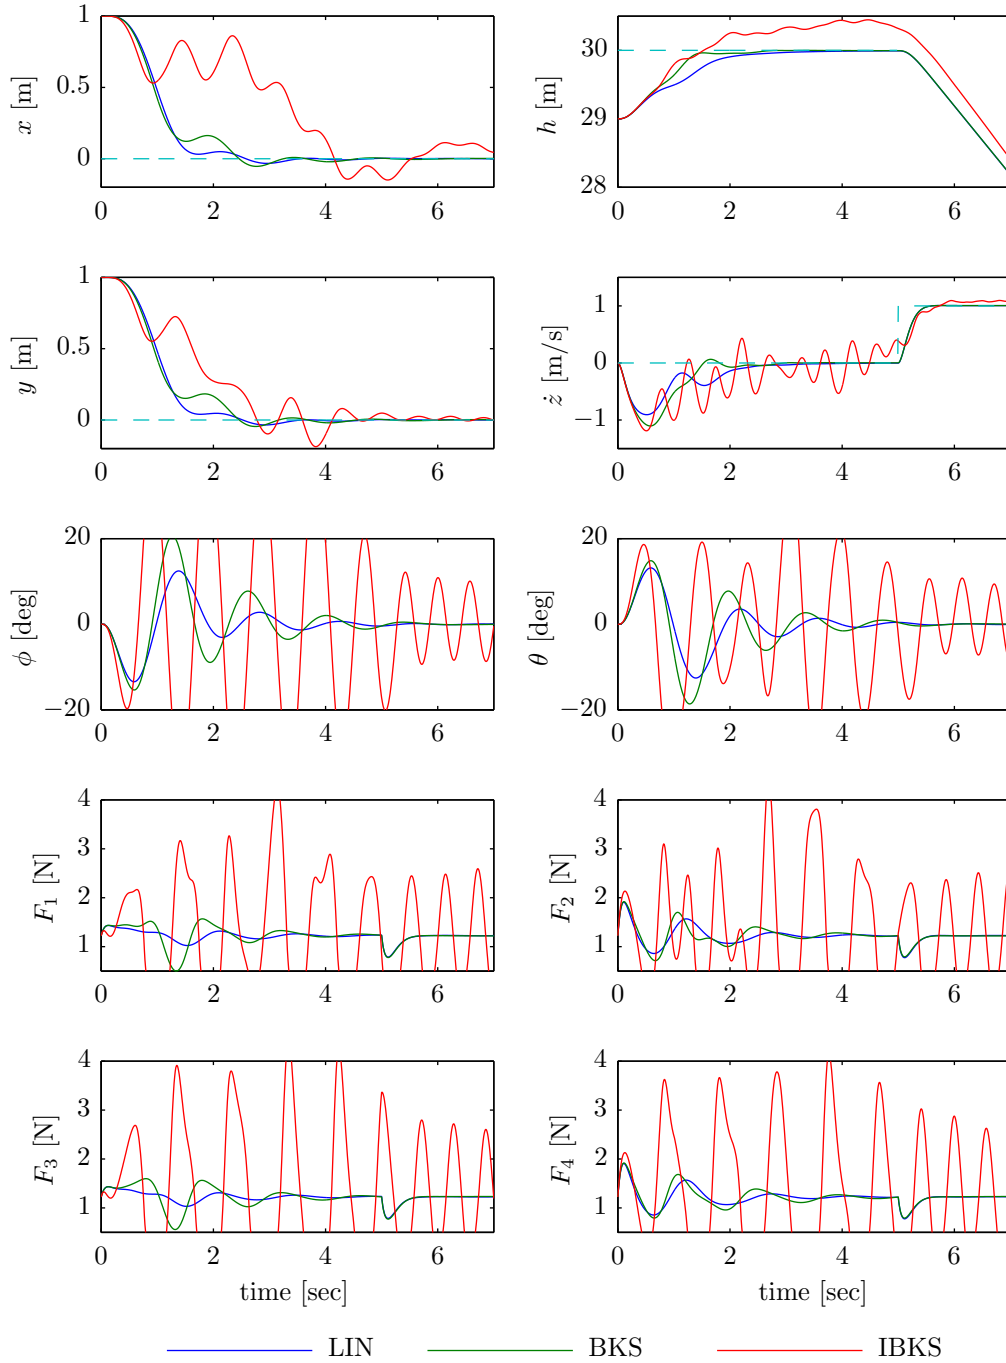 1
0.5
0
x [m]
0 2 4 6
30
29
28
h [m]
0 2 4 6
1
0.5
0
y [m]
0 2 4 6
1
0
−1
ż [m/s]
0 2 4 6
20
0
−20
ϕ [deg]
0 2 4 6
20
0
−20
θ [deg]
0 2 4 6
4
3
2
1
F1 [N]
0 2 4 6
4
3
2
1
F2 [N]
0 2 4 6
4
3
2
1
F3 [N]
0 2 4 6
time [sec]
4
3
2
1
F4 [N]
0 2 4 6
time [sec]
LIN BKS IBKS